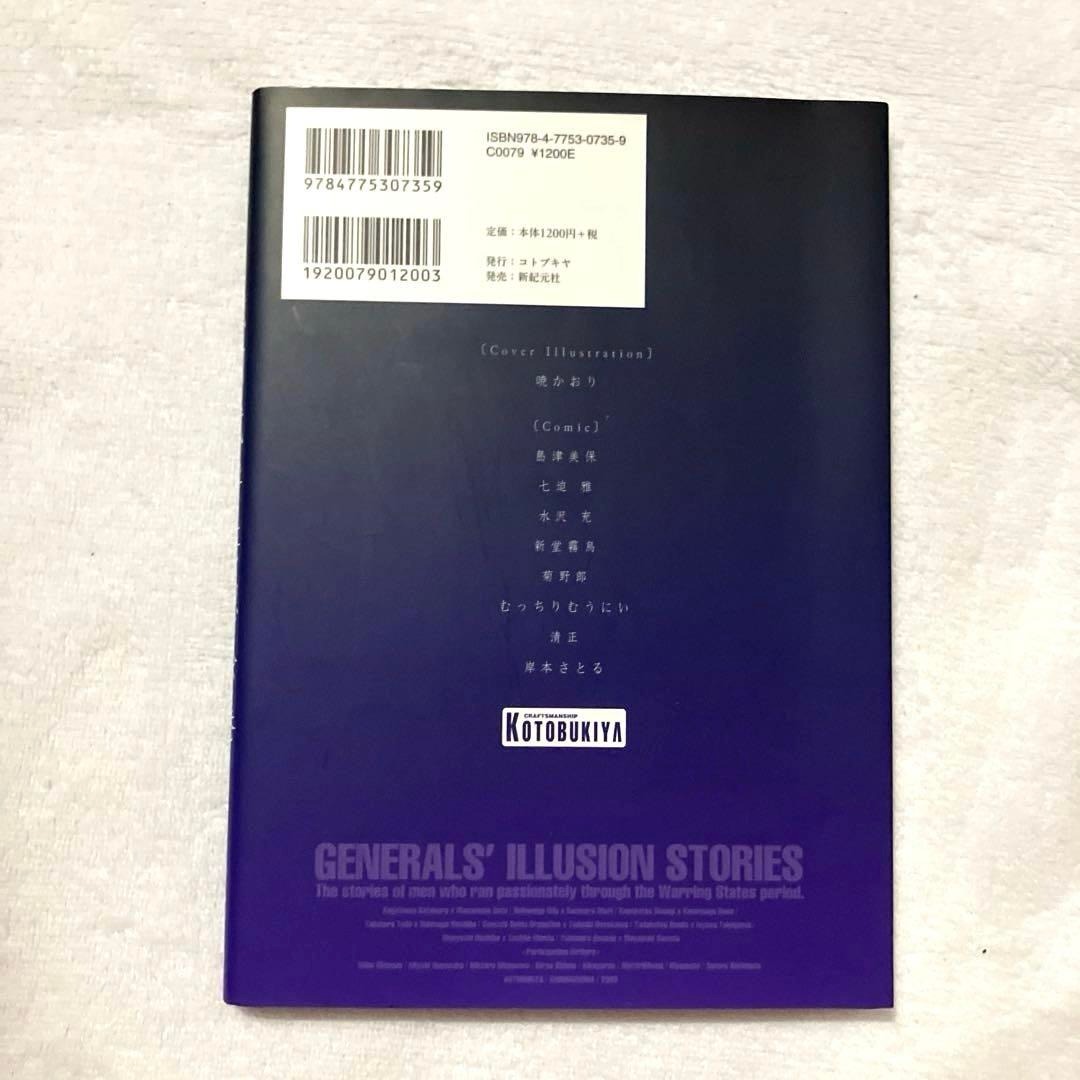 ISBN978-4-7753-0735-9
C0079 ¥1200E
9784775307359
定価:本体1200円+税
発行:コトブキヤ
発売:新紀元社
1920079012003
〔Cover Illustration〕
暁かおり
〔Comic〕
島津美保
七迫 雅
水沢 充
新堂霧鳥
菊野郎
むっちりむうにい
清正
岸本さとる
CRAFTSMANSHIP
KOTOBUKIYA
GENERALS' ILLUSION STORIES
The stories of men who ran passionately through the Warring States period.